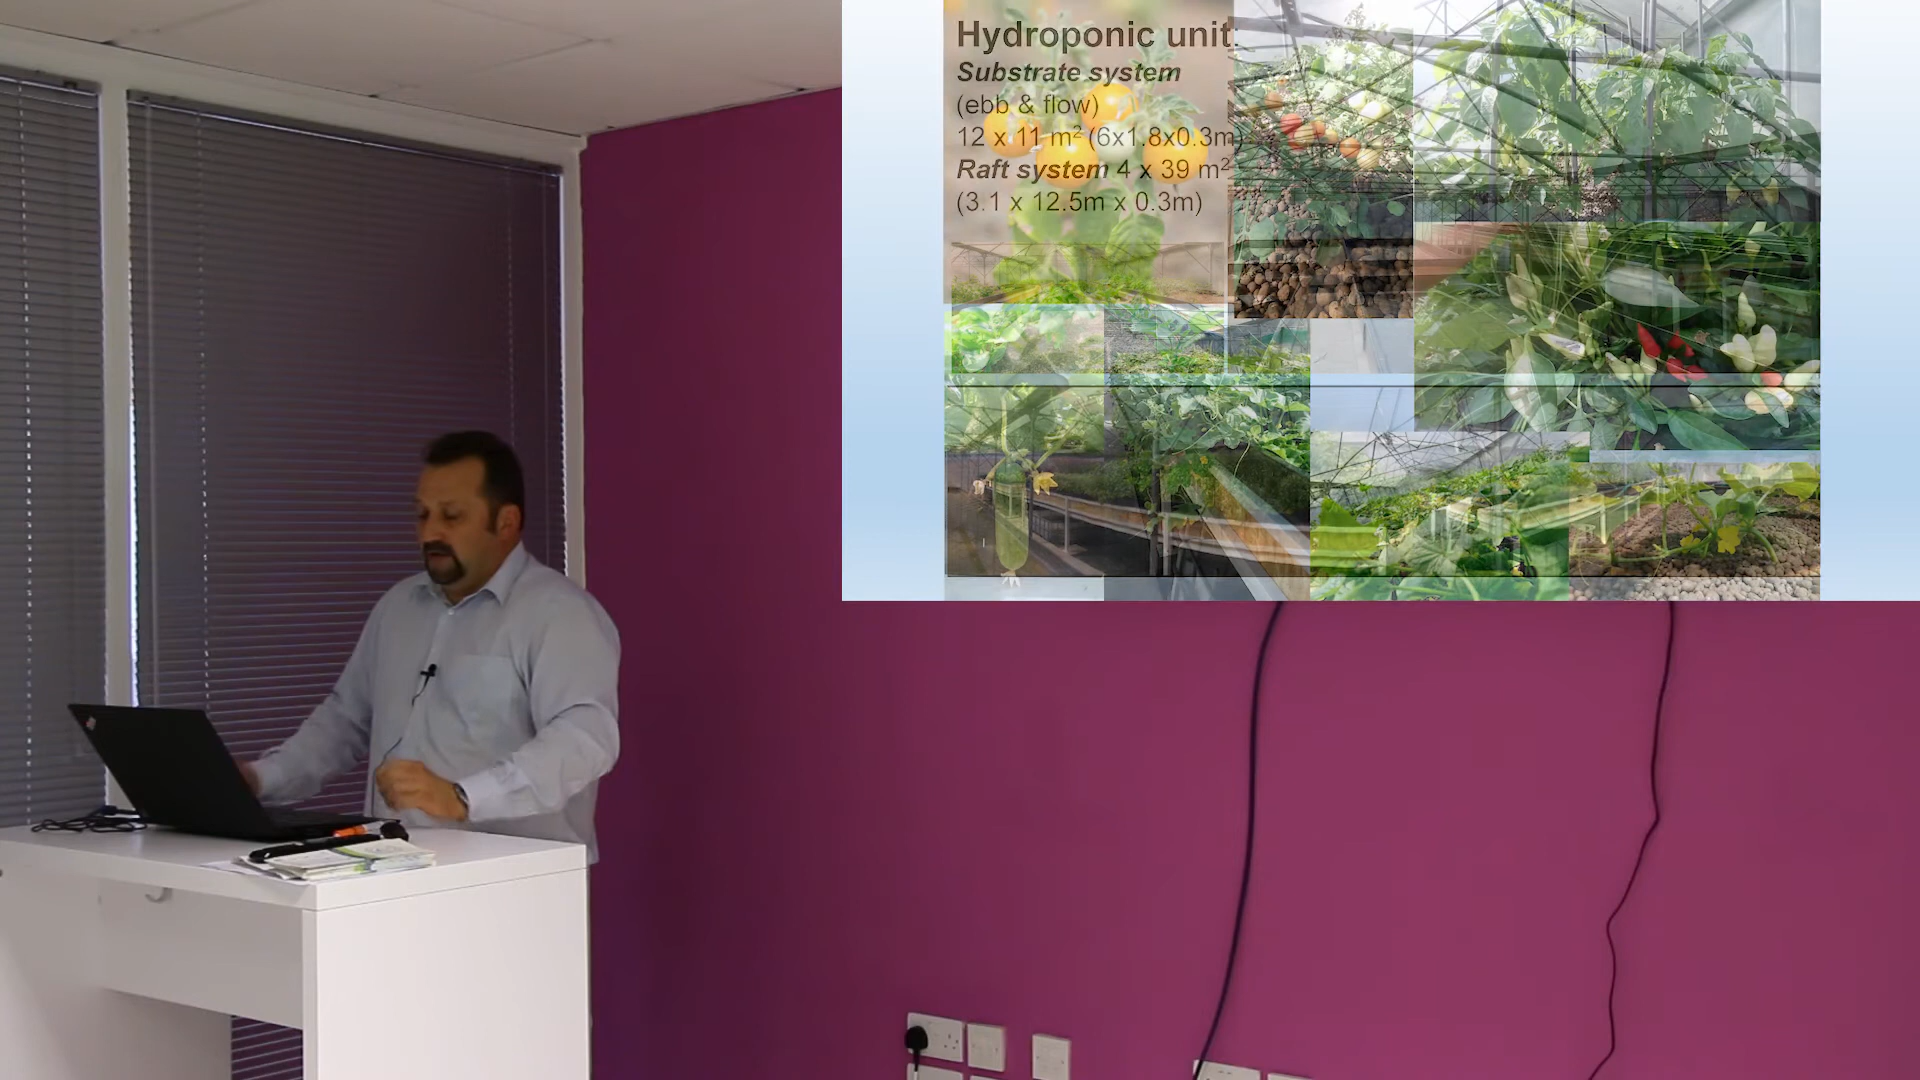 Hydroponic unit:
Substrate system
(ebb & flow)
12 x 11 m² (6x1.8x0.3m)
Raft system 4 x 39 m²
(3.1 x 12.5m x 0.3m)